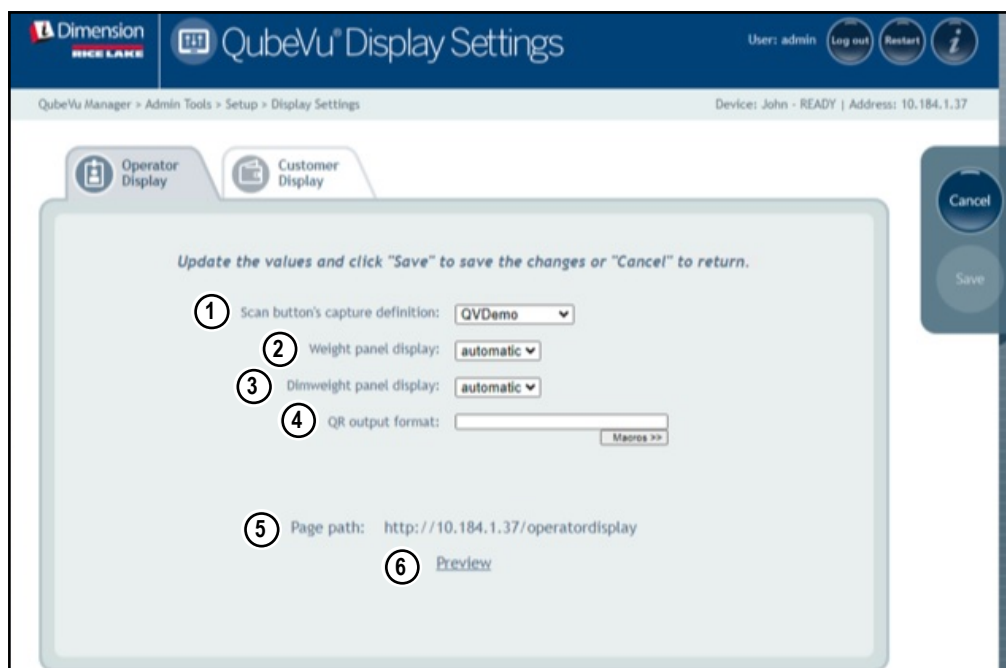 iDimension
RICE LAKE
QubeVu® Display Settings
User: admin
Log out
Restart
i
QubeVu Manager > Admin Tools > Setup > Display Settings
Device: John - READY | Address: 10.184.1.37
Operator
Display
Customer
Display
Cancel
Save
Update the values and click "Save" to save the changes or "Cancel" to return.
1 Scan button's capture definition: QVDemo
2 Weight panel display: automatic
3 Dimweight panel display: automatic
4 QR output format:
Macros >>
5 Page path: http://10.184.1.37/operatordisplay
6 Preview